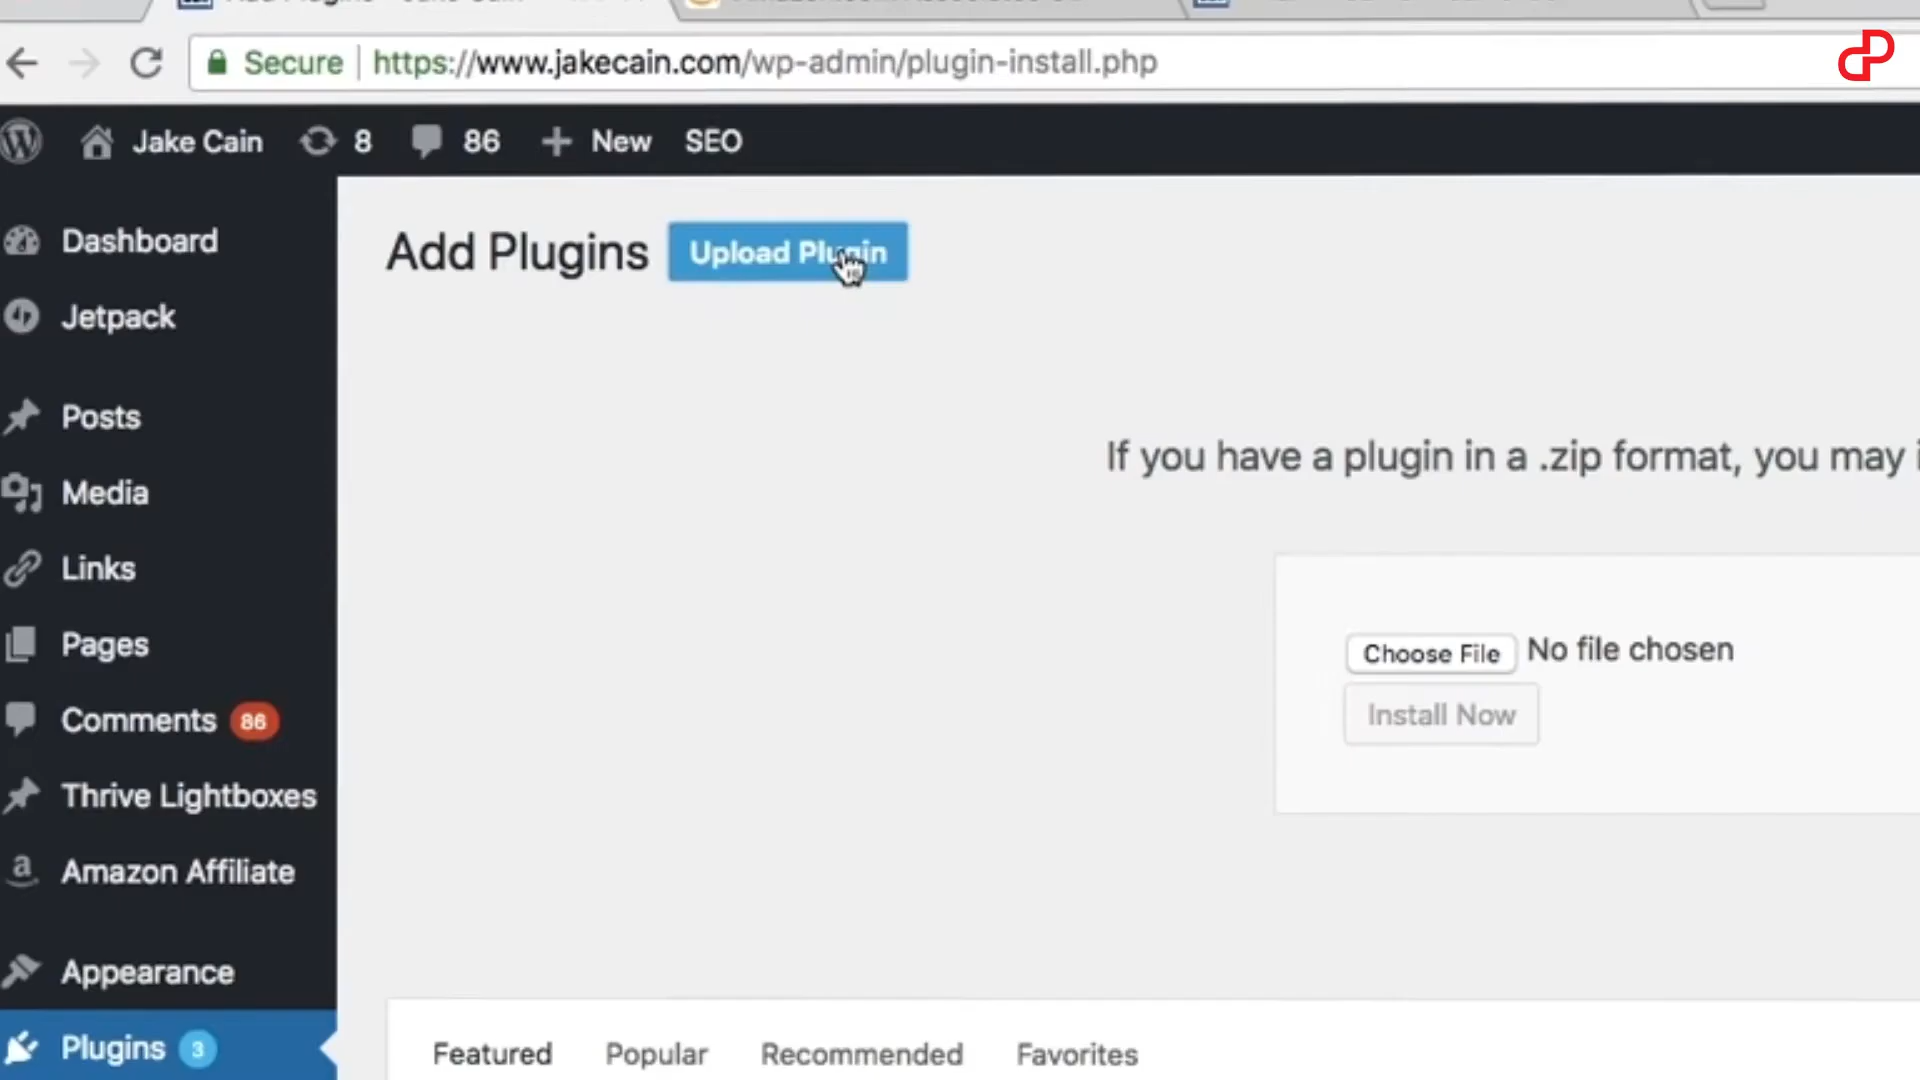 Secure | https://www.jakecain.com/wp-admin/plugin-install.php
Jake Cain 8 86 + New SEO
Dashboard
Jetpack
Posts
Media
Links
Pages
Comments 86
Thrive Lightboxes
Amazon Affiliate
Appearance
Plugins 3
Add Plugins Upload Plugin
If you have a plugin in a .zip format, you may
Choose File No file chosen
Install Now
Featured Popular Recommended Favorites